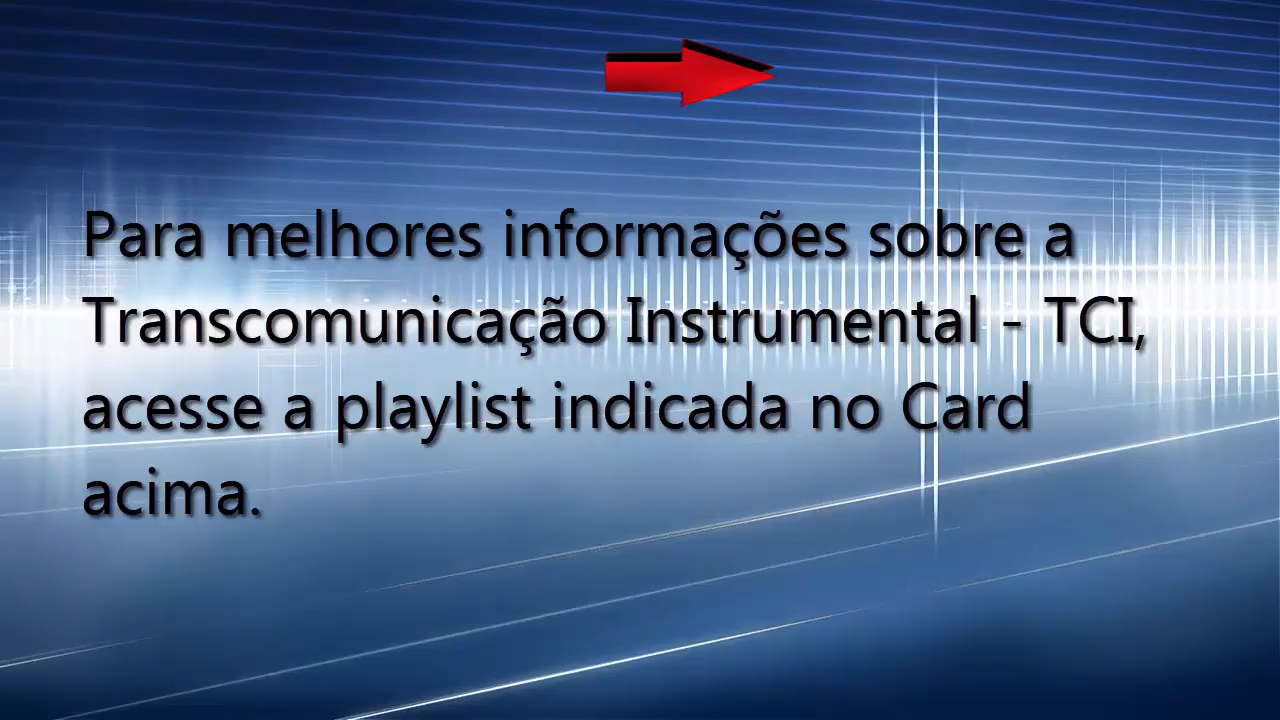 Para melhores informações sobre a
Transcomunicação Instrumental - TCI,
acesse a playlist indicada no Card
acima.